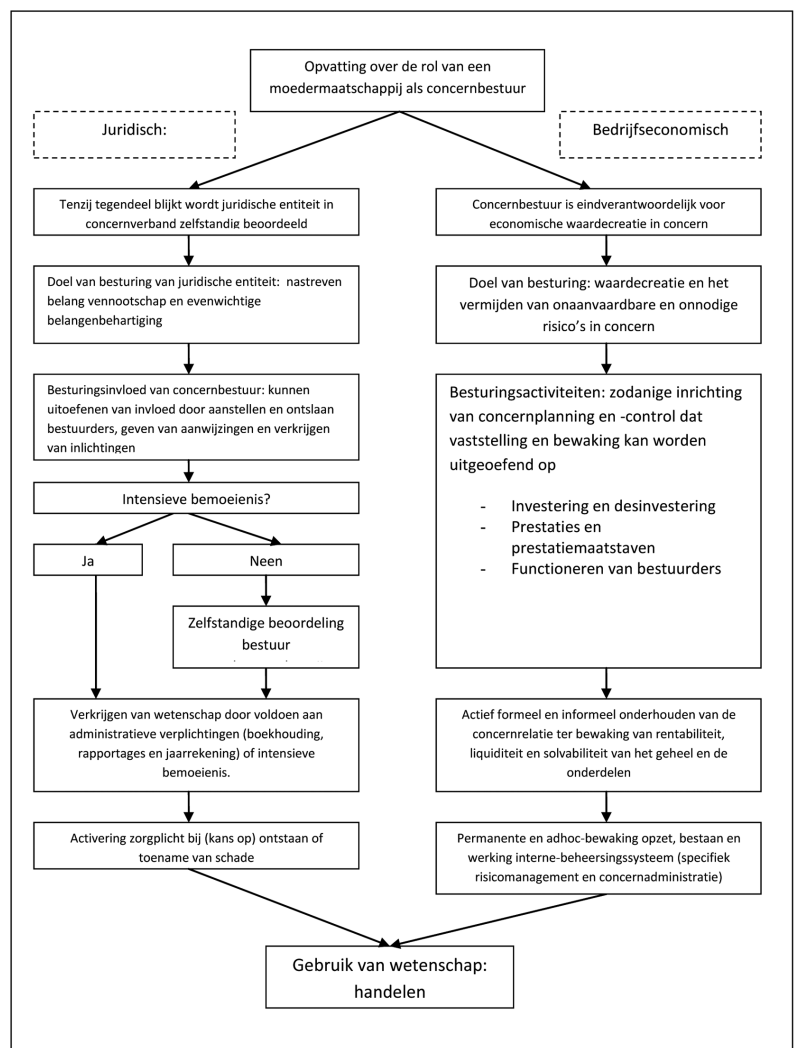 Opvatting over de rol van een
moedermaatschappij als concernbestuur
Juridisch:
Bedrijfseconomisch
Tenzij tegendeel blijkt wordt juridische entiteit in
concernverband zelfstandig beoordeeld
Concernbestuur is eindverantwoordelijk voor
economische waardecreatie in concern
Doel van besturing van juridische entiteit: nastreven
belang vennootschap en evenwichtige
belangenbehartiging
Doel van besturing: waardecreatie en het
vermijden van onaanvaardbare en onnodige
risico's in concern
Besturingsinvloed van concernbestuur: kunnen
uitoefenen van invloed door aanstellen en ontslaan
bestuurders, geven van aanwijzingen en verkrijgen
van inlichtingen
Besturingsactiviteiten: zodanige inrichting
van concernplanning en -control dat
vaststelling en bewaking kan worden
uitgeoefend op
- Investering en desinvestering
- Prestaties en
prestatiemaatstaven
- Functioneren van bestuurders
Intensieve bemoeienis?
Ja
Neen
Zelfstandige beoordeling
bestuur
Verkrijgen van wetenschap door voldoen aan
administratieve verplichtingen (boekhouding,
rapportages en jaarrekening) of intensieve
bemoeienis.
Actief formeel en informeel onderhouden van de
concernrelatie ter bewaking van rentabiliteit,
liquiditeit en solvabiliteit van het geheel en de
onderdelen
Activering zorgplicht bij (kans op) ontstaan of
toename van schade
Permanente en adhoc-bewaking opzet, bestaan en
werking interne-beheersingssysteem (specifiek
risicomanagement en concernadministratie)
Gebruik van wetenschap:
handelen